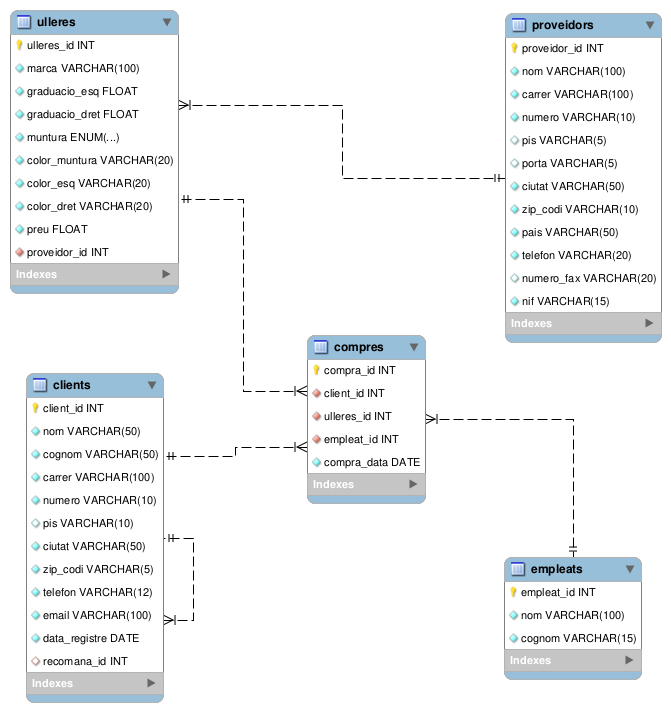 ulleres
ulleres_id INT
marca VARCHAR(100)
graduacio_esq FLOAT
graduacio_dret FLOAT
muntura ENUM(...)
color_muntura VARCHAR(20)
color_esq VARCHAR(20)
color_dret VARCHAR(20)
preu FLOAT
proveidor_id INT
Indexes
proveidors
proveidor_id INT
nom VARCHAR(100)
carrer VARCHAR(100)
numero VARCHAR(10)
pis VARCHAR(5)
porta VARCHAR(5)
ciutat VARCHAR(50)
zip_codi VARCHAR(10)
pais VARCHAR(50)
telefon VARCHAR(20)
numero_fax VARCHAR(20)
nif VARCHAR(15)
Indexes
compres
compra_id INT
client_id INT
ulleres_id INT
empleat_id INT
compra_data DATE
Indexes
clients
client_id INT
nom VARCHAR(50)
cognom VARCHAR(50)
carrer VARCHAR(100)
numero VARCHAR(10)
pis VARCHAR(10)
ciutat VARCHAR(50)
zip_codi VARCHAR(5)
telefon VARCHAR(12)
email VARCHAR(100)
data_registre DATE
recomana_id INT
Indexes
empleats
empleat_id INT
nom VARCHAR(100)
cognom VARCHAR(15)
Indexes